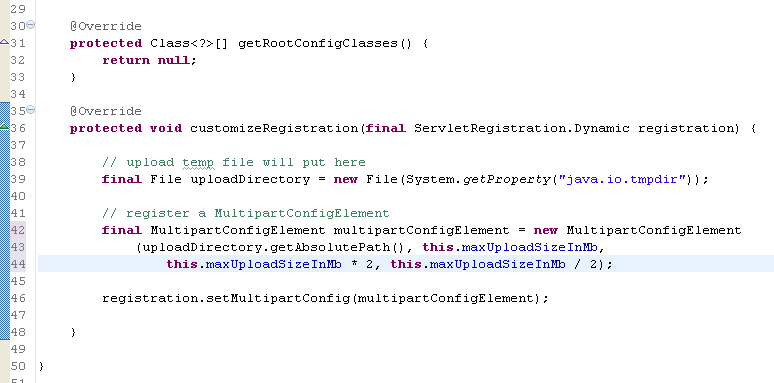 29
30 @Override
31 protected Class<?>[] getRootConfigClasses() {
32 return null;
33 }
34
35 @Override
36 protected void customizeRegistration(final ServletRegistration.Dynamic registration) {
37
38 // upload temp file will put here
39 final File uploadDirectory = new File(System.getProperty("java.io.tmpdir"));
40
41 // register a MultipartConfigElement
42 final MultipartConfigElement multipartConfigElement = new MultipartConfigElement
43 (uploadDirectory.getAbsolutePath(), this.maxUploadSizeInMb,
44 this.maxUploadSizeInMb * 2, this.maxUploadSizeInMb / 2);
45
46 registration.setMultipartConfig(multipartConfigElement);
47
48 }
49
50 }
51